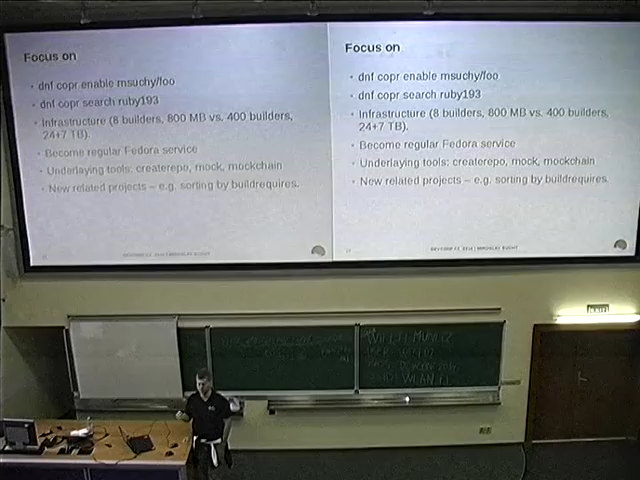 Focus on
• dnf copr enable msuchy/foo
• dnf copr search ruby193
• Infrastructure (8 builders, 800 MB vs. 400 builders,
24+7 TB).
• Become regular Fedora service
• Underlaying tools: createrepo, mock, mockchain
• New related projects – e.g. sorting by buildrequires.
Focus on
• dnf copr enable msuchy/foo
• dnf copr search ruby193
• Infrastructure (8 builders, 800 MB vs. 400 builders,
24+7 TB).
• Become regular Fedora service
• Underlaying tools: createrepo, mock, mockchain
• New related projects – e.g. sorting by buildrequires.